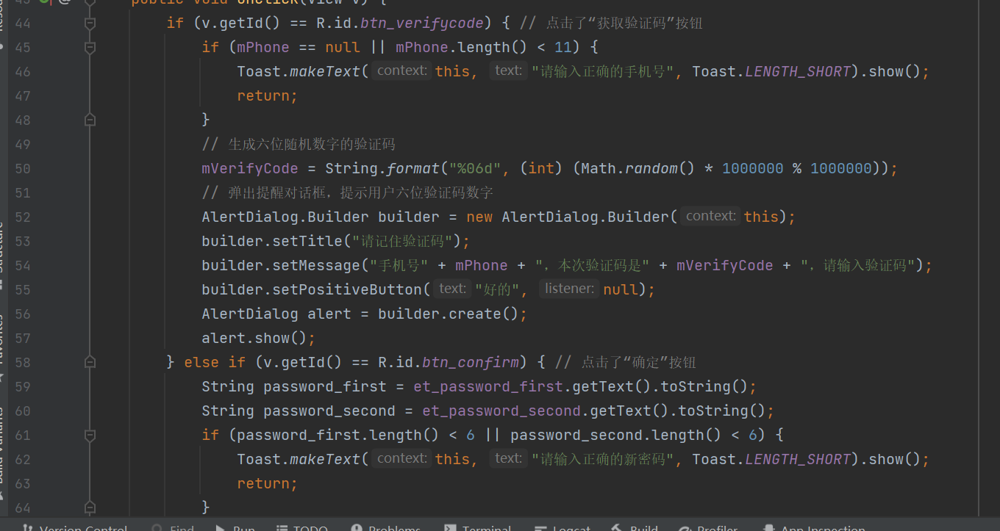 public void onClick(View v) {
44 if (v.getId() == R.id.btn_verifycode) { // 点击了“获取验证码”按钮
45 if (mPhone == null || mPhone.length() < 11) {
46 Toast.makeText( context: this, text: "请输入正确的手机号", Toast.LENGTH_SHORT).show();
47 return;
48 }
49 // 生成六位随机数字的验证码
50 mVerifyCode = String.format("%06d", (int) (Math.random() * 1000000 % 1000000));
51 // 弹出提醒对话框，提示用户六位验证码数字
52 AlertDialog.Builder builder = new AlertDialog.Builder( context: this);
53 builder.setTitle("请记住验证码");
54 builder.setMessage("手机号" + mPhone + "，本次验证码是" + mVerifyCode + "，请输入验证码");
55 builder.setPositiveButton( text: "好的", listener: null);
56 AlertDialog alert = builder.create();
57 alert.show();
58 } else if (v.getId() == R.id.btn_confirm) { // 点击了“确定”按钮
59 String password_first = et_password_first.getText().toString();
60 String password_second = et_password_second.getText().toString();
61 if (password_first.length() < 6 || password_second.length() < 6) {
62 Toast.makeText( context: this, text: "请输入正确的新密码", Toast.LENGTH_SHORT).show();
63 return;
64 }
Version Control Find Run TODO Problems Terminal Logcat Build Profiler App Inspection
Structure
Favorites
Build Variants